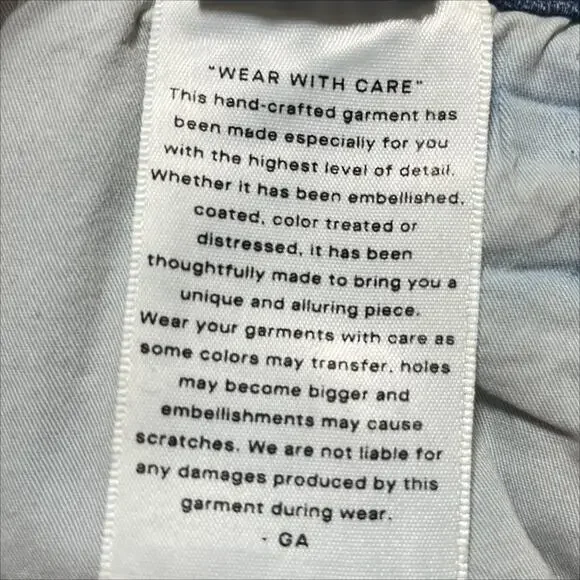 "WEAR WITH CARE"
This hand-crafted garment has
been made especially for you
with the highest level of detail.
Whether it has been embellished,
coated, color treated or
distressed, it has been
thoughtfully made to bring you a
unique and alluring piece.
Wear your garments with care as
some colors may transfer, holes
may become bigger and
embellishments may cause
scratches. We are not liable for
any damages produced by this
garment during wear.
- GA